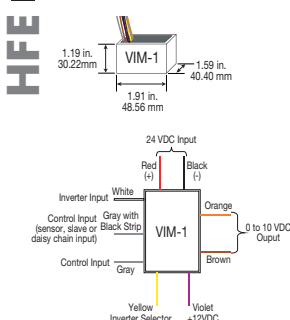 HFE
1.19 in.
30.22mm
VIM-1
1.59 in.
40.40 mm
1.91 in.
48.56 mm
24 VDC Input
Red
(+)
Black
(-)
Inverter Input
White
Orange
Control Input
(sensor, slave or
daisy chain input)
Gray with
Black Strip
VIM-1
0 to 10 VDC
Ouput
Control Input
Gray
Brown
Yellow
Inverter Selector
Violet
+12VDC